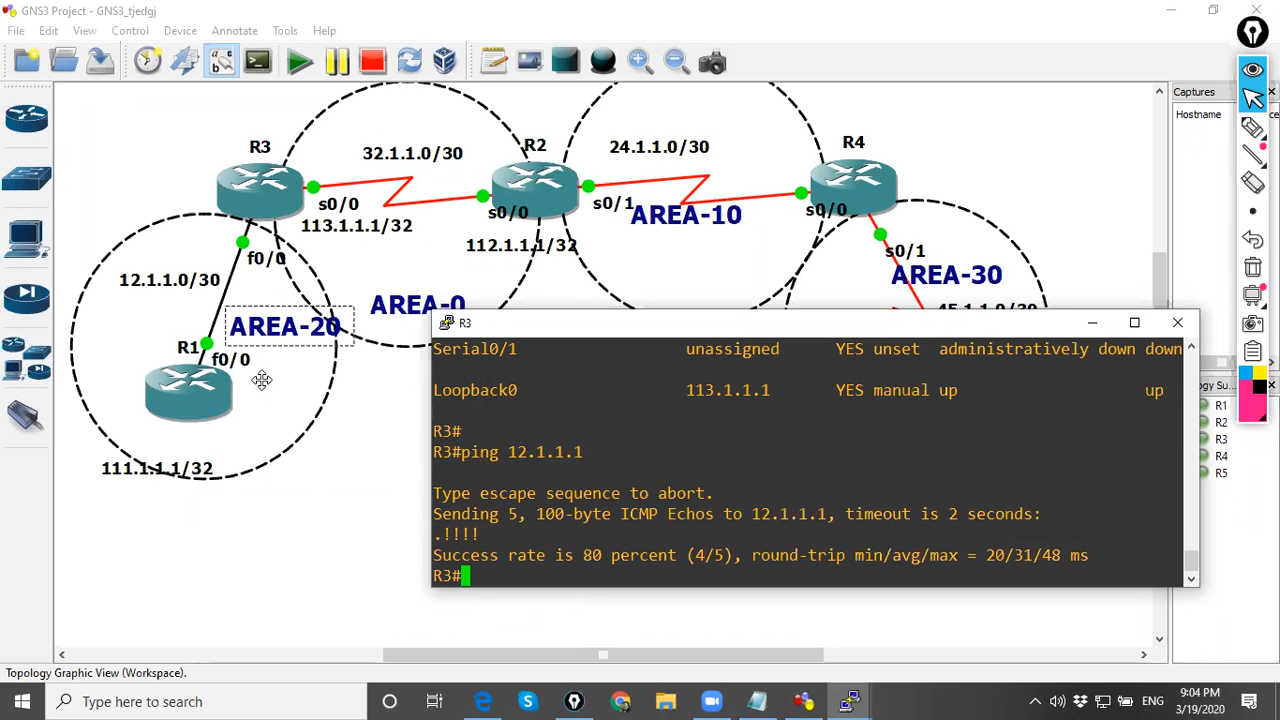 GNS3 Project - GNS3_tjedgj
File Edit View Control Device Annotate Tools Help
Captures
Hostname
R3
R2
R4
32.1.1.0/30
24.1.1.0/30
s0/0
s0/0
s0/1
s0/0
113.1.1.1/32
112.1.1.1/32
AREA-10
s0/1
AREA-30
f0/0
12.1.1.0/30
AREA-0
AREA-20
R1
f0/0
111.1.1.1/32
R3
Serial0/1 unassigned YES unset administratively down down
Loopback0 113.1.1.1 YES manual up up
R3#
R3#ping 12.1.1.1
Type escape sequence to abort.
Sending 5, 100-byte ICMP Echos to 12.1.1.1, timeout is 2 seconds:
.!!!!
Success rate is 80 percent (4/5), round-trip min/avg/max = 20/31/48 ms
R3#
R1
R2
R3
R4
R5
Topology Graphic View (Workspace).
Type here to search
ENG
9:04 PM
3/19/2020